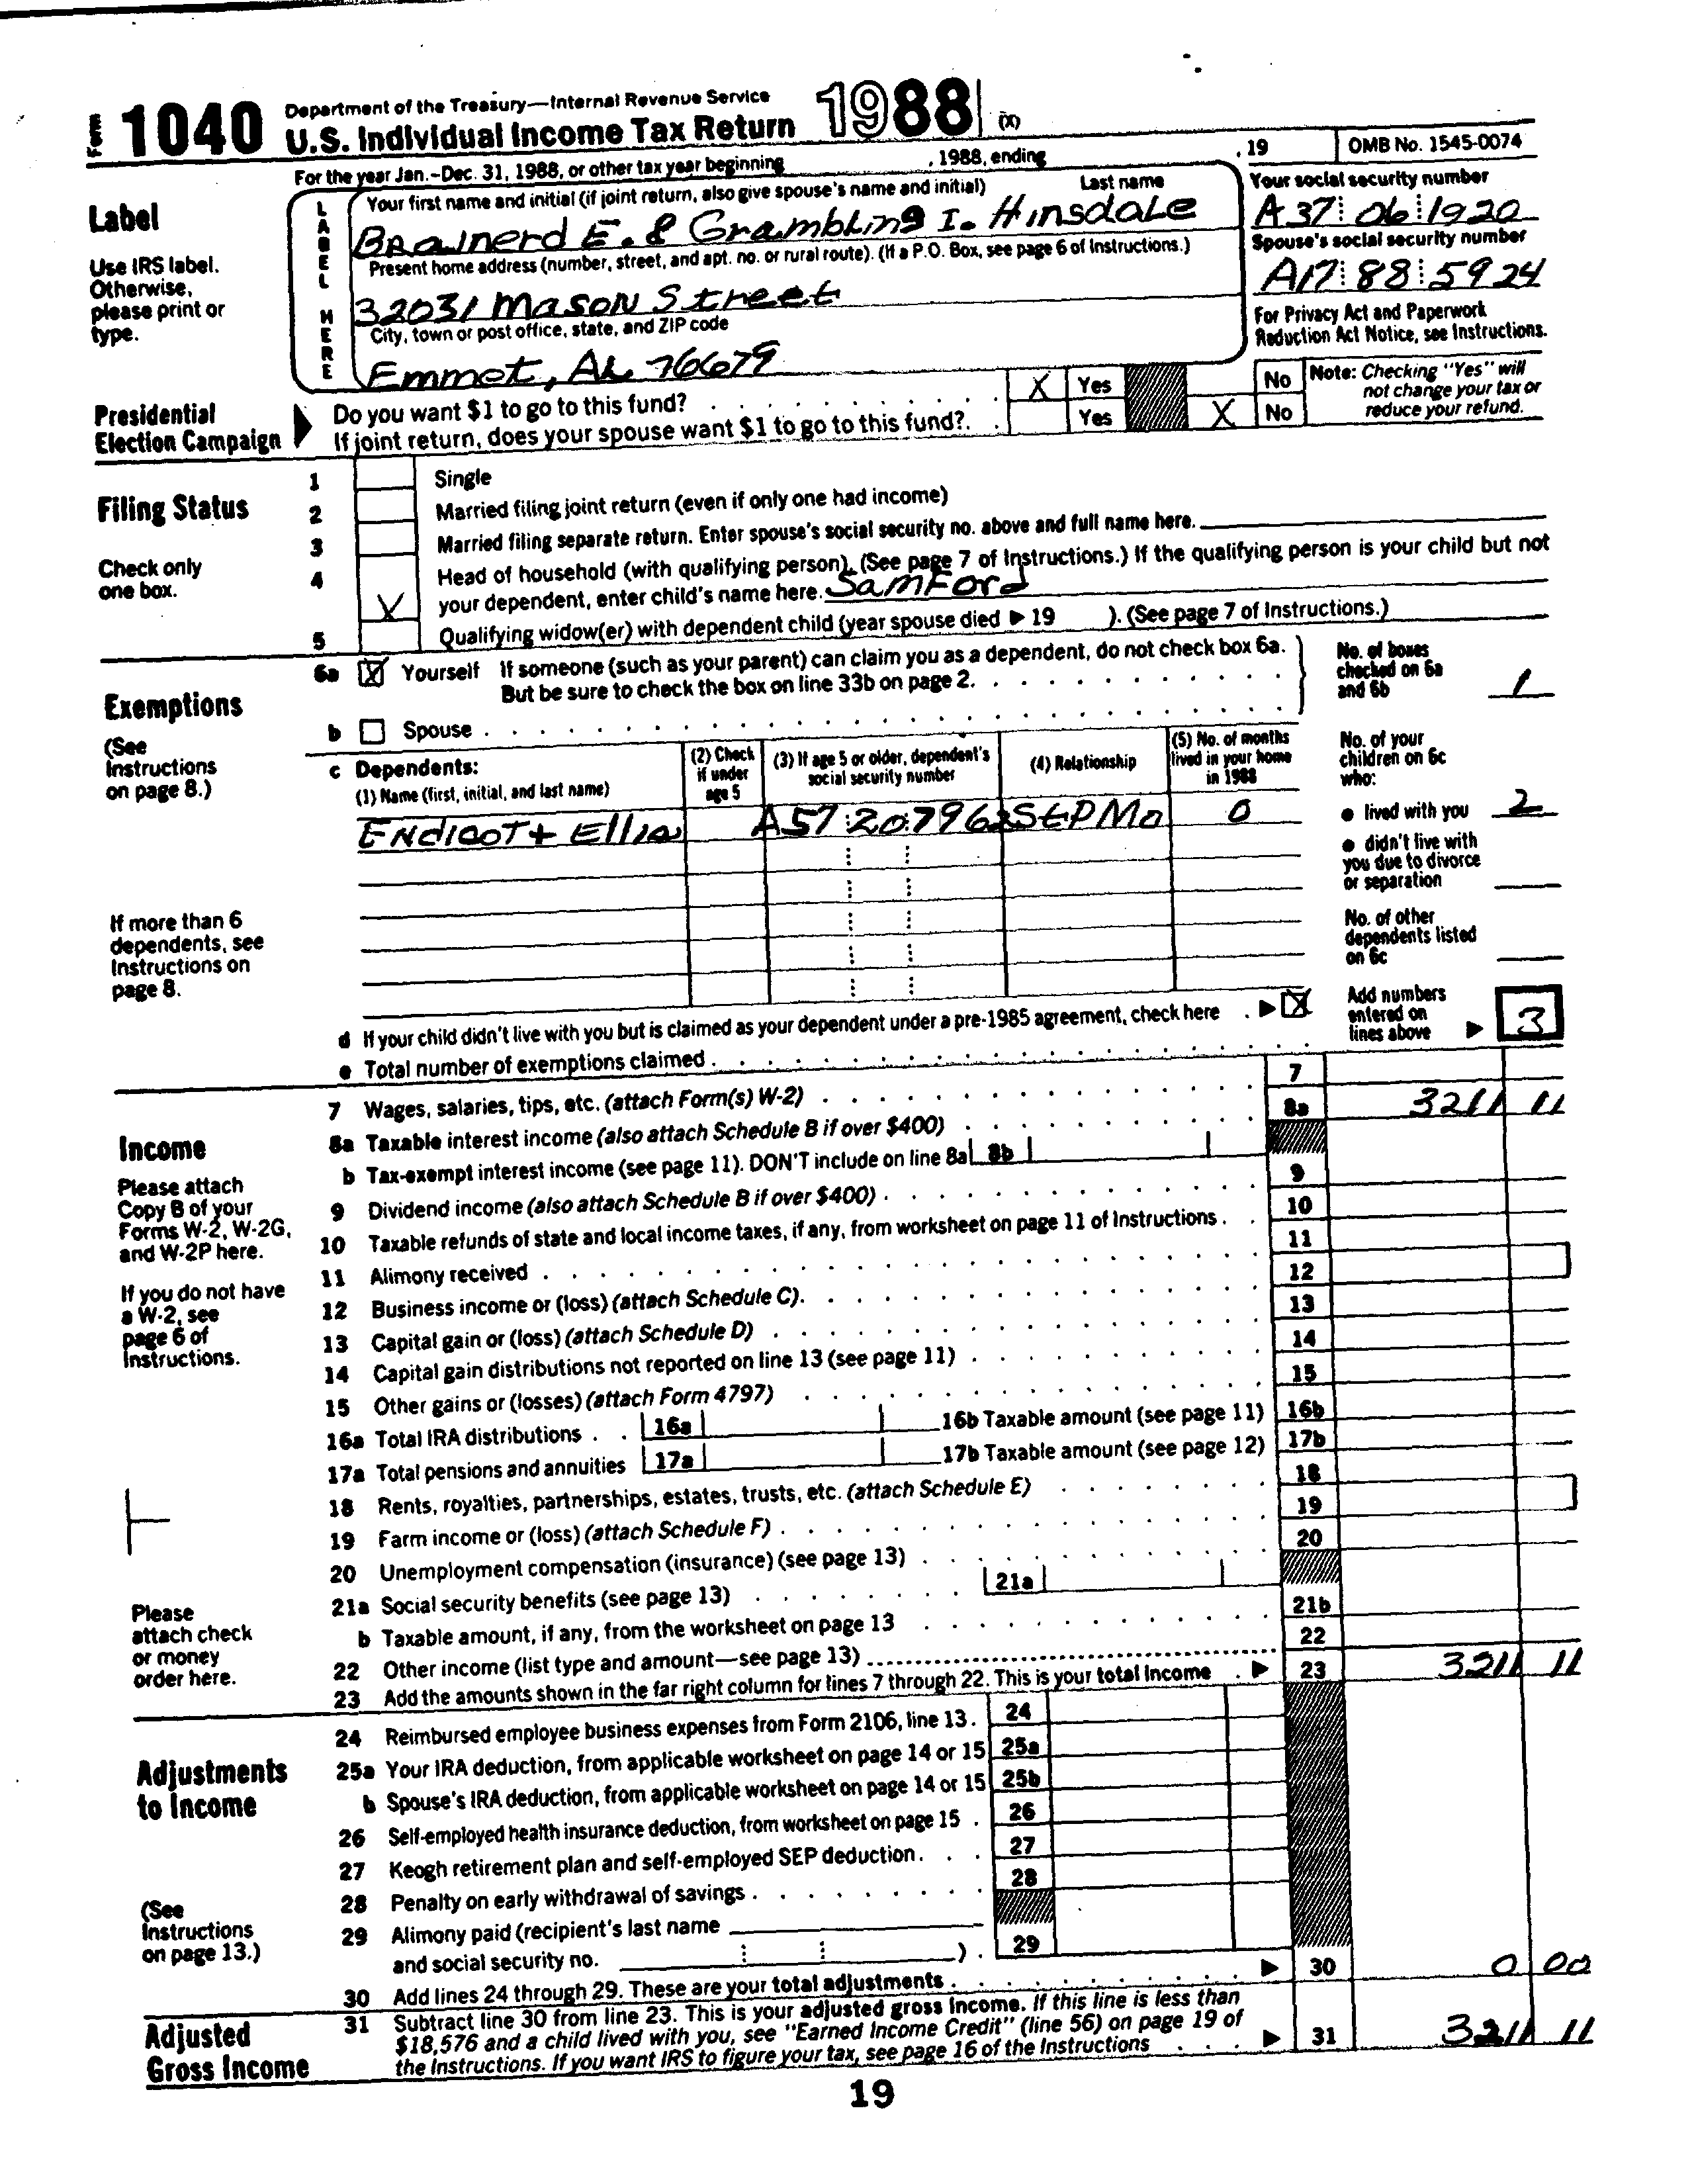 Form 1040 Department of the Treasury—Internal Revenue Service
U.S. Individual Income Tax Return 1988 (X)
For the year Jan.-Dec. 31, 1988, or other tax year beginning , 1988, ending , 19 OMB No. 1545-0074
Label
Use IRS label.
Otherwise,
please print or
type.
LABEL HERE
Your first name and initial (if joint return, also give spouse's name and initial) Last name
Brainerd E. & Grambling I. Hinsdale
Present home address (number, street, and apt. no. or rural route). (If a P.O. Box, see page 6 of Instructions.)
32031 Mason Street
City, town or post office, state, and ZIP code
Emmet, AL 76679
Your social security number
A37 06 1920
Spouse's social security number
A17 88 5924
For Privacy Act and Paperwork
Reduction Act Notice, see Instructions.
Presidential
Election Campaign
Do you want $1 to go to this fund? X Yes No
If joint return, does your spouse want $1 to go to this fund?. Yes X No
Note: Checking "Yes" will
not change your tax or
reduce your refund.
Filing Status
Check only
one box.
1 Single
2 Married filing joint return (even if only one had income)
3 Married filing separate return. Enter spouse's social security no. above and full name here.
4 Head of household (with qualifying person). (See page 7 of Instructions.) If the qualifying person is your child but not
X your dependent, enter child's name here. Samford
5 Qualifying widow(er) with dependent child (year spouse died ▶ 19 ). (See page 7 of Instructions.)
Exemptions
(See
Instructions
on page 8.)
If more than 6
dependents, see
Instructions on
page 8.
6a X Yourself If someone (such as your parent) can claim you as a dependent, do not check box 6a.
But be sure to check the box on line 33b on page 2.
b Spouse
No. of boxes
checked on 6a
and 6b 1
c Dependents:
(1) Name (first, initial, and last name)
(2) Check
if under
age 5
(3) If age 5 or older, dependent's
social security number
(4) Relationship
(5) No. of months
lived in your home
in 1988
Endicott Ellis A57 20 7962 StPMo 0
No. of your
children on 6c
who:
● lived with you 2
● didn't live with
you due to divorce
or separation
No. of other
dependents listed
on 6c
d If your child didn't live with you but is claimed as your dependent under a pre-1985 agreement, check here . ▶ X
e Total number of exemptions claimed
Add numbers
entered on
lines above ▶ 3
Income
Please attach
Copy B of your
Forms W-2, W-2G,
and W-2P here.
If you do not have
a W-2, see
page 6 of
Instructions.
Please
attach check
or money
order here.
7 Wages, salaries, tips, etc. (attach Form(s) W-2) 7
8a Taxable interest income (also attach Schedule B if over $400) 8a 3211 11
b Tax-exempt interest income (see page 11). DON'T include on line 8a 8b
9 Dividend income (also attach Schedule B if over $400) 9
10 Taxable refunds of state and local income taxes, if any, from worksheet on page 11 of Instructions 10
11 Alimony received 11
12 Business income or (loss) (attach Schedule C). 12
13 Capital gain or (loss) (attach Schedule D) 13
14 Capital gain distributions not reported on line 13 (see page 11) 14
15 Other gains or (losses) (attach Form 4797) 15
16a Total IRA distributions 16a 16b Taxable amount (see page 11) 16b
17a Total pensions and annuities 17a 17b Taxable amount (see page 12) 17b
18 Rents, royalties, partnerships, estates, trusts, etc. (attach Schedule E) 18
19 Farm income or (loss) (attach Schedule F) 19
20 Unemployment compensation (insurance) (see page 13) 20
21a Social security benefits (see page 13) 21a
b Taxable amount, if any, from the worksheet on page 13 21b
22 Other income (list type and amount—see page 13) 22
23 Add the amounts shown in the far right column for lines 7 through 22. This is your total income ▶ 23 3211 11
Adjustments
to Income
(See
Instructions
on page 13.)
24 Reimbursed employee business expenses from Form 2106, line 13. 24
25a Your IRA deduction, from applicable worksheet on page 14 or 15 25a
b Spouse's IRA deduction, from applicable worksheet on page 14 or 15 25b
26 Self-employed health insurance deduction, from worksheet on page 15 26
27 Keogh retirement plan and self-employed SEP deduction 27
28 Penalty on early withdrawal of savings 28
29 Alimony paid (recipient's last name
and social security no. ) 29
30 Add lines 24 through 29. These are your total adjustments ▶ 30 0 00
Adjusted
Gross Income
31 Subtract line 30 from line 23. This is your adjusted gross income. If this line is less than
$18,576 and a child lived with you, see "Earned Income Credit" (line 56) on page 19 of
the Instructions. If you want IRS to figure your tax, see page 16 of the Instructions ▶ 31 3211 11
19